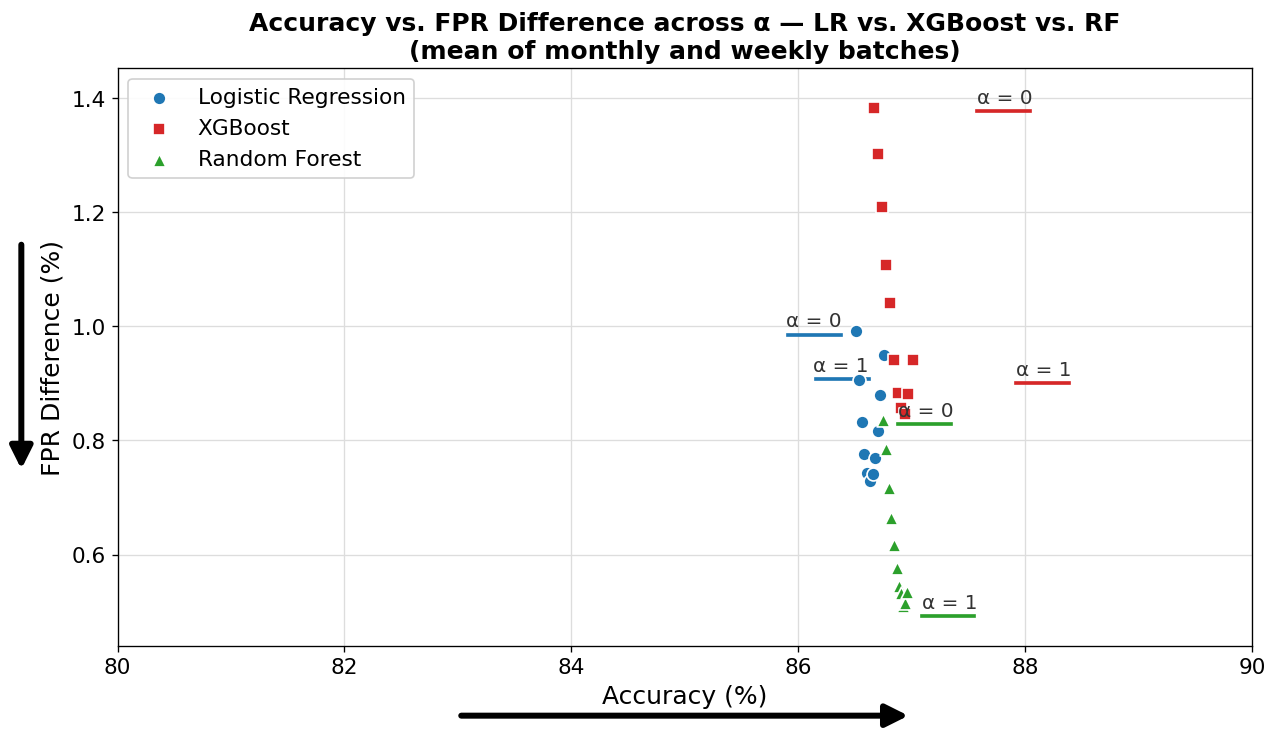 Accuracy vs. FPR Difference across α — LR vs. XGBoost vs. RF
(mean of monthly and weekly batches)
Logistic Regression
XGBoost
Random Forest
FPR Difference (%)
1.4
1.2
1.0
0.8
0.6
α = 0
α = 0
α = 1
α = 1
α = 0
α = 1
80
82
84
86
88
90
Accuracy (%)